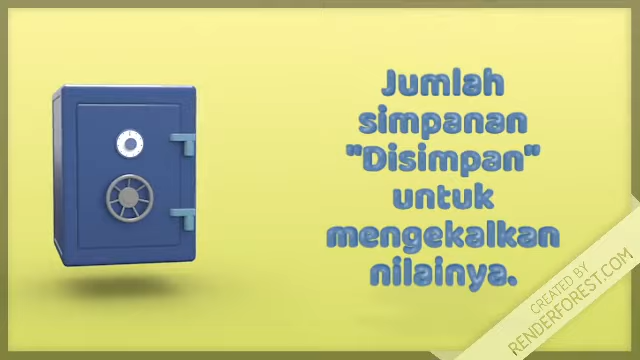 Jumlah
simpanan
"Disimpan"
untuk
mengekalkan
nilainya.
CREATED BY
RENDERFOREST.COM